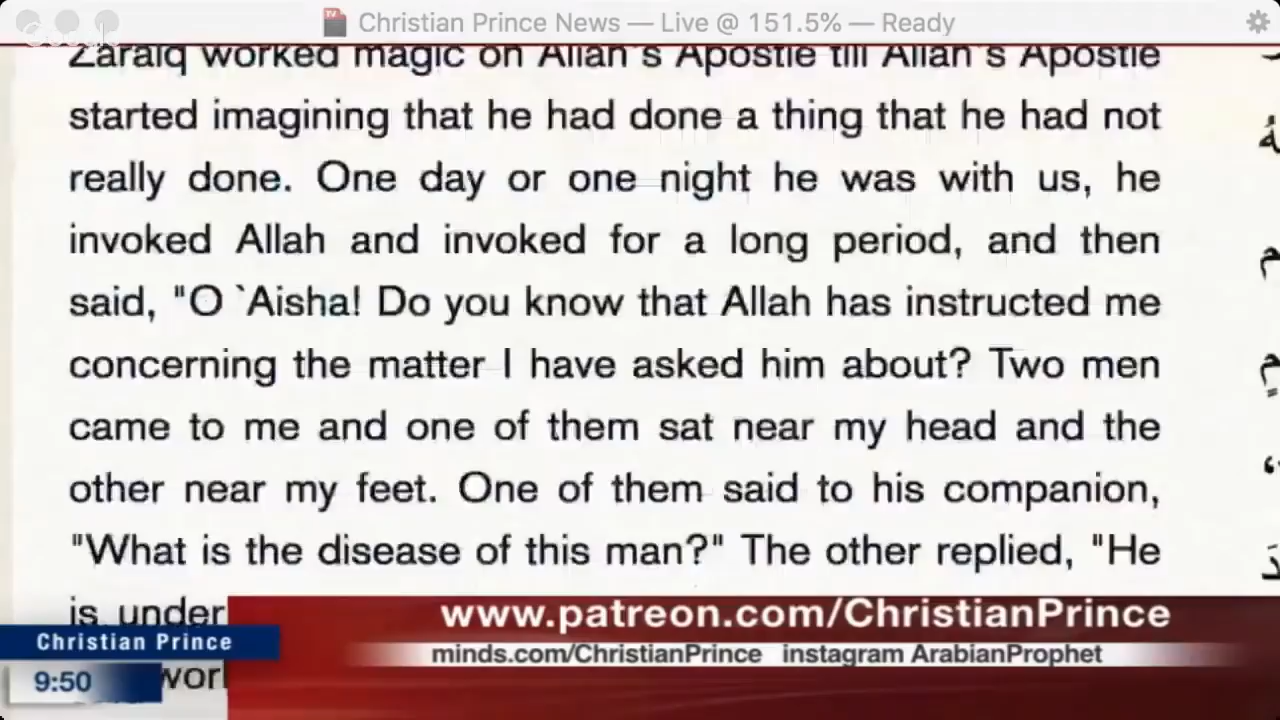 Christian Prince News — Live @ 151.5% — Ready
Google
Zaraiq worked magic on Allah's Apostle till Allah's Apostle
started imagining that he had done a thing that he had not
really done. One day or one night he was with us, he
invoked Allah and invoked for a long period, and then
said, "O `Aisha! Do you know that Allah has instructed me
concerning the matter I have asked him about? Two men
came to me and one of them sat near my head and the
other near my feet. One of them said to his companion,
"What is the disease of this man?" The other replied, "He
is under
www.patreon.com/ChristianPrince
Christian Prince
minds.com/ChristianPrince instagram ArabianProphet
9:50